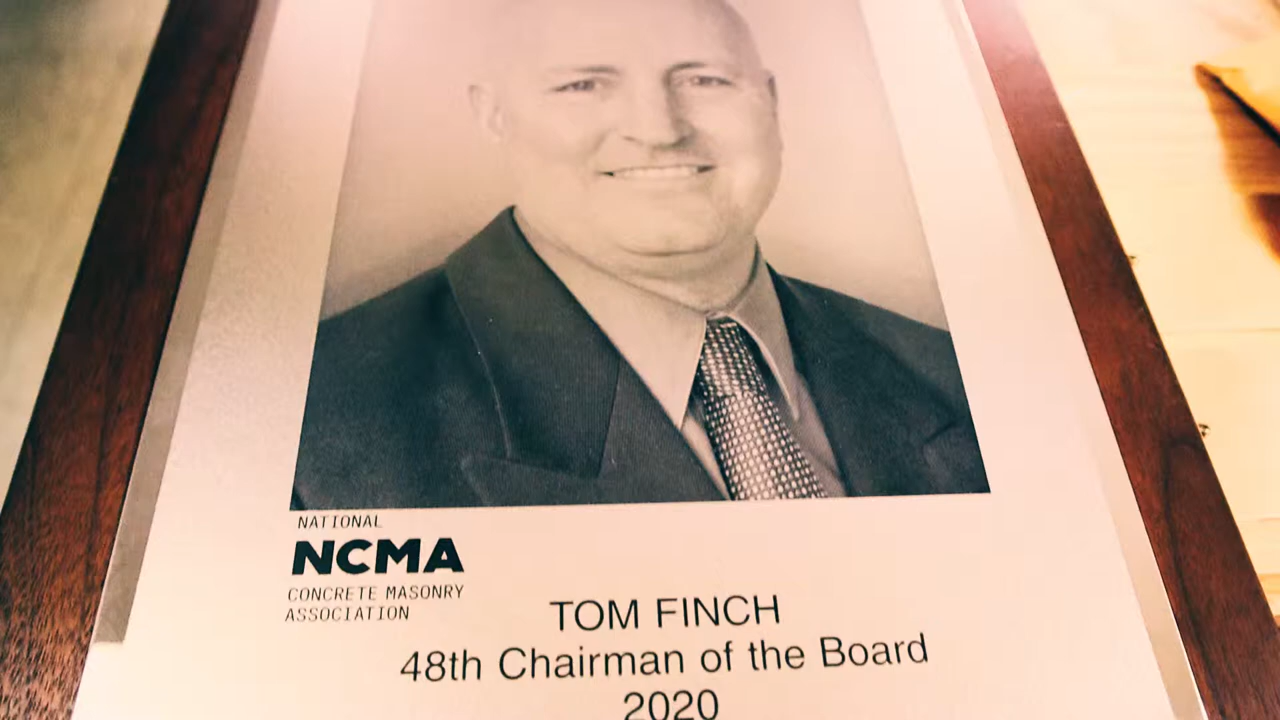 NATIONAL
NCMA
CONCRETE MASONRY
ASSOCIATION
TOM FINCH
48th Chairman of the Board
2020